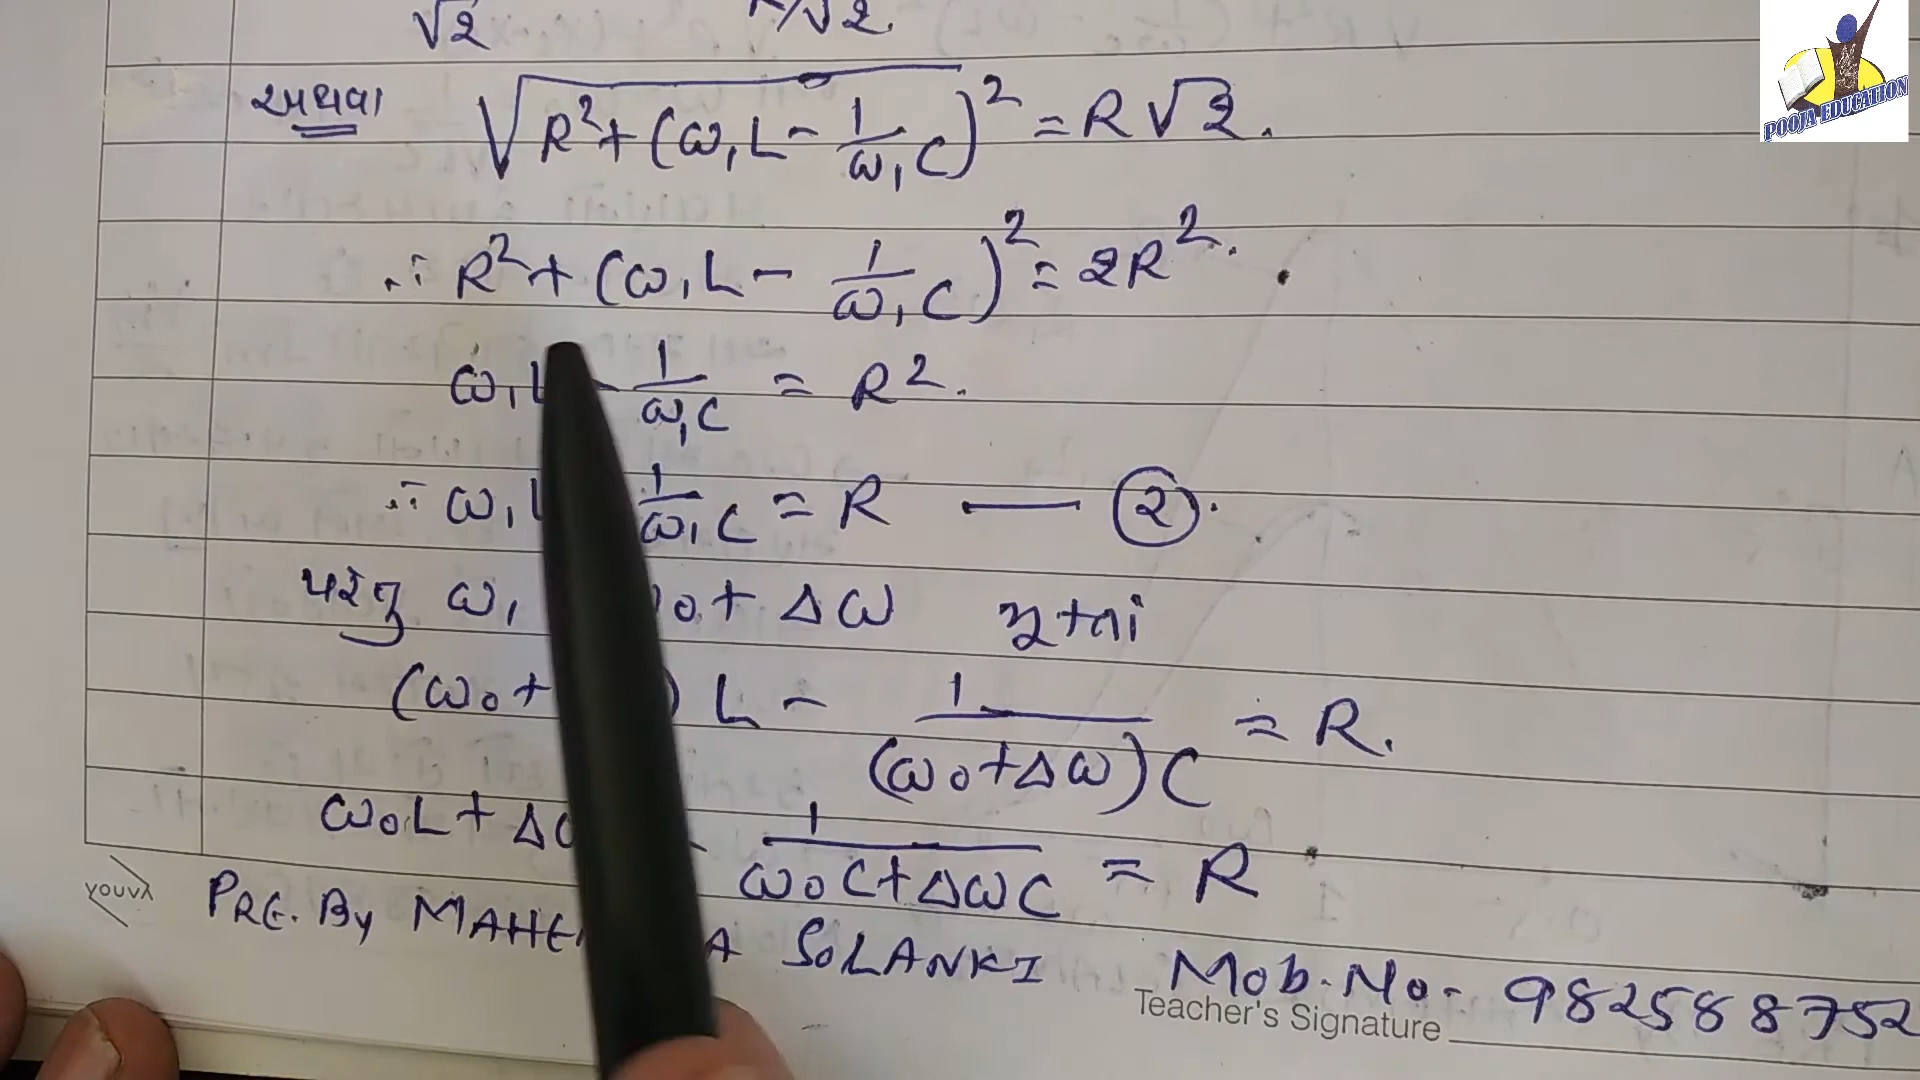 √2 R/√2.
અથવા √R²+(ω₁L-1/ω₁C)² = R√2.
∴ R²+(ω₁L-1/ω₁C)² = 2R².
ω₁L-1/ω₁C = R².
∴ ω₁L 1/ω₁C = R — (2).
પરંતુ ω₁ ω₀+Δω મૂકતાં
(ω₀+ )L-1/(ω₀+Δω)C = R.
ω₀L+Δω - 1/ω₀C+ΔωC = R
PRE. By MAHE A SOLANKI Mob. No- 982588752
Teacher's Signature
youva
POOJA EDUCATION